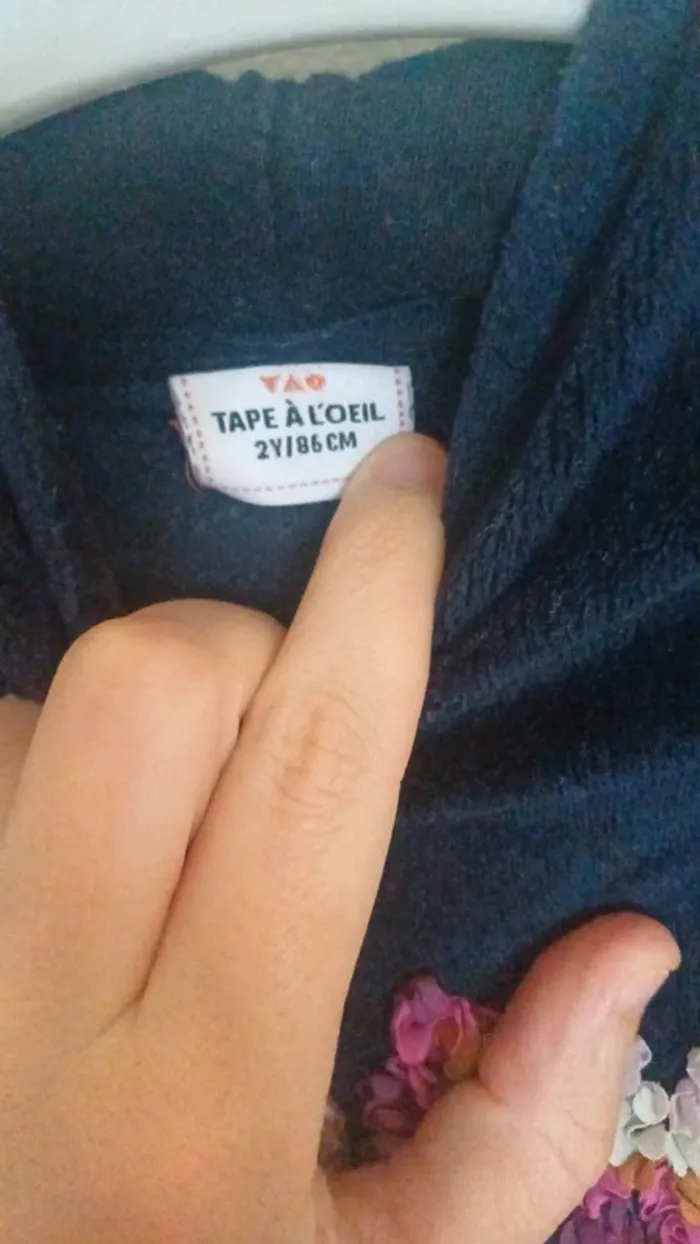 TAO
TAPE À L'OEIL
2Y/86CM